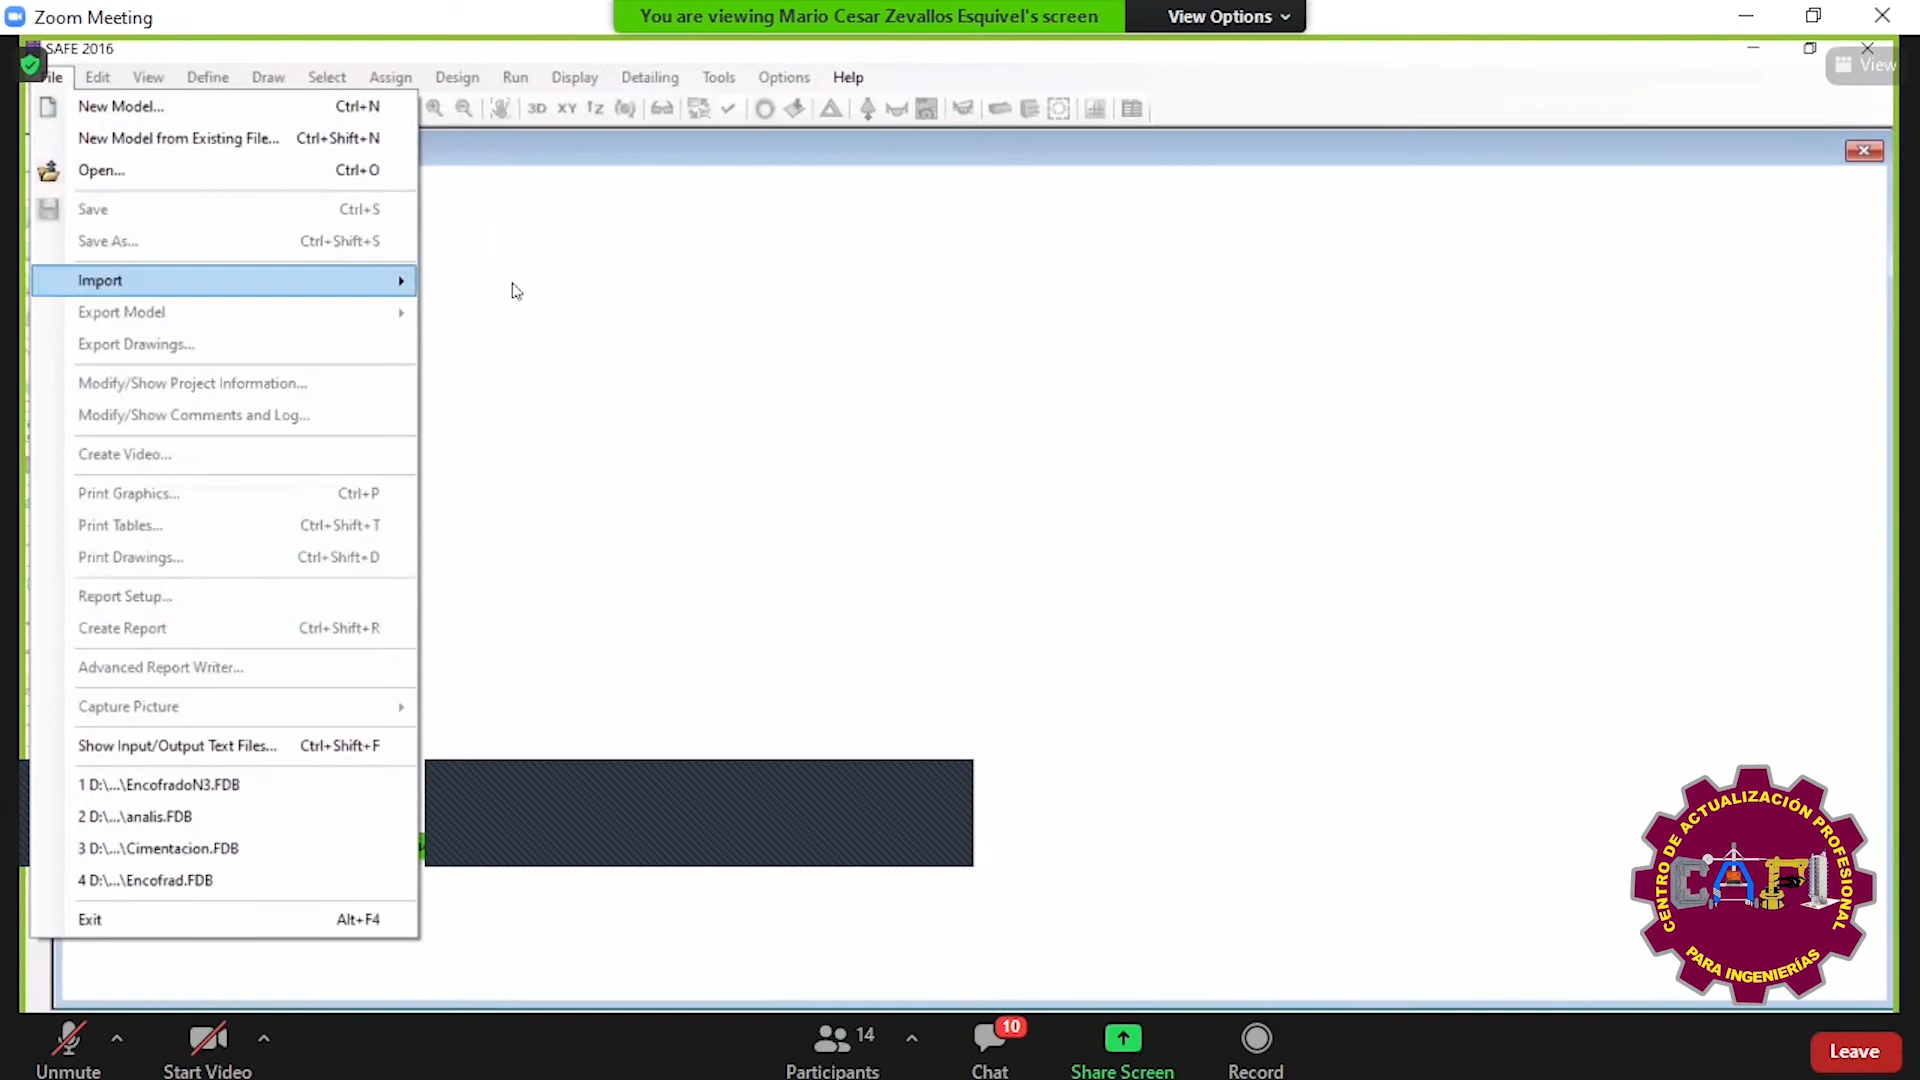 Zoom Meeting
You are viewing Mario Cesar Zevallos Esquivel's screen
View Options
SAFE 2016
View
File Edit View Define Draw Select Assign Design Run Display Detailing Tools Options Help
New Model... Ctrl+N
3D XY
New Model from Existing File... Ctrl+Shift+N
Open... Ctrl+O
Save Ctrl+S
Save As... Ctrl+Shift+S
Import
Export Model
Export Drawings...
Modify/Show Project Information...
Modify/Show Comments and Log...
Create Video...
Print Graphics... Ctrl+P
Print Tables... Ctrl+Shift+T
Print Drawings... Ctrl+Shift+D
Report Setup...
Create Report Ctrl+Shift+R
Advanced Report Writer...
Capture Picture
Show Input/Output Text Files... Ctrl+Shift+F
1 D:\...\EncofradoN3.FDB
2 D:\...\analis.FDB
3 D:\...\Cimentacion.FDB
4 D:\...\Encofrad.FDB
Exit Alt+F4
CENTRO DE ACTUALIZACIÓN PROFESIONAL
CAPI
PARA INGENIERÍAS
Unmute
Start Video
14
Participants
10
Chat
Share Screen
Record
Leave